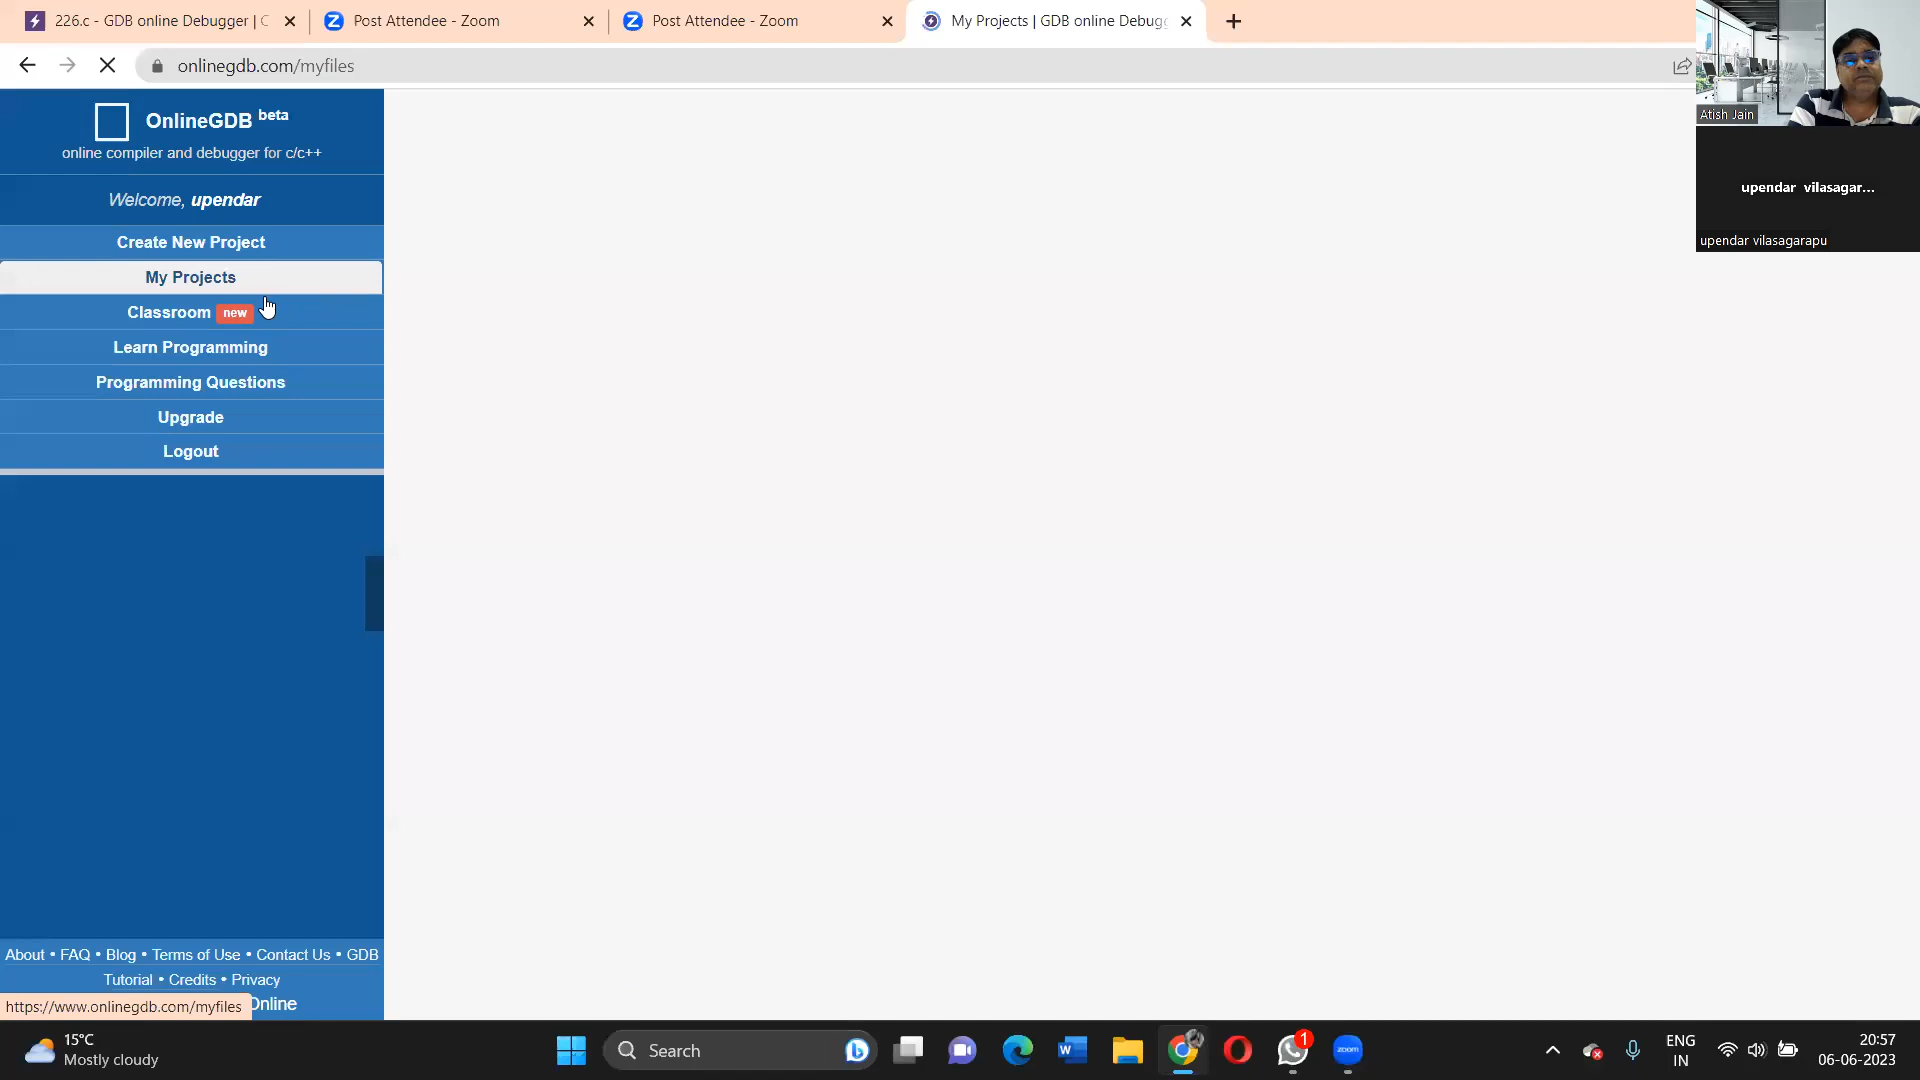 226.c - GDB online Debugger | C
Post Attendee - Zoom
Post Attendee - Zoom
My Projects | GDB online Debugg
onlinegdb.com/myfiles
OnlineGDB beta
online compiler and debugger for c/c++
Welcome, upendar
Create New Project
My Projects
Classroom new
Learn Programming
Programming Questions
Upgrade
Logout
About • FAQ • Blog • Terms of Use • Contact Us • GDB
Tutorial • Credits • Privacy
Online
https://www.onlinegdb.com/myfiles
Atish Jain
upendar vilasagar...
upendar vilasagarapu
15°C
Mostly cloudy
Search
W
1
zoom
ENG
IN
20:57
06-06-2023